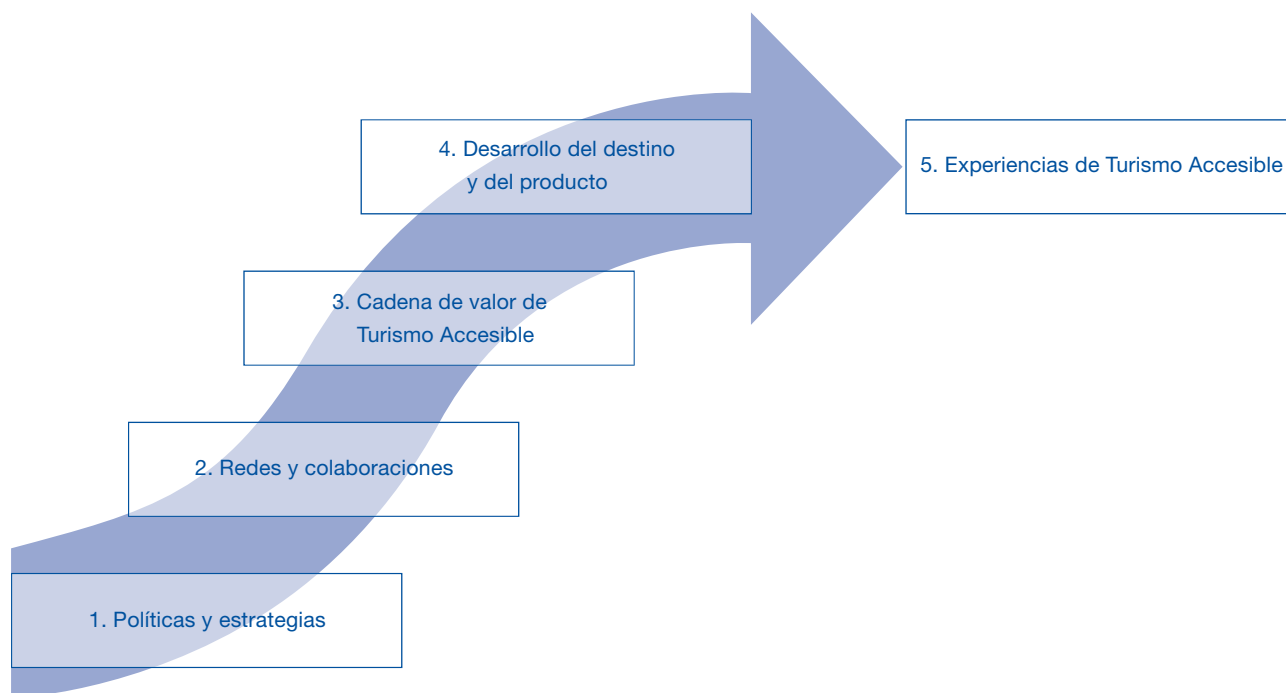 4. Desarrollo del destino
y del producto
5. Experiencias de Turismo Accesible
3. Cadena de valor de
Turismo Accesible
2. Redes y colaboraciones
1. Políticas y estrategias